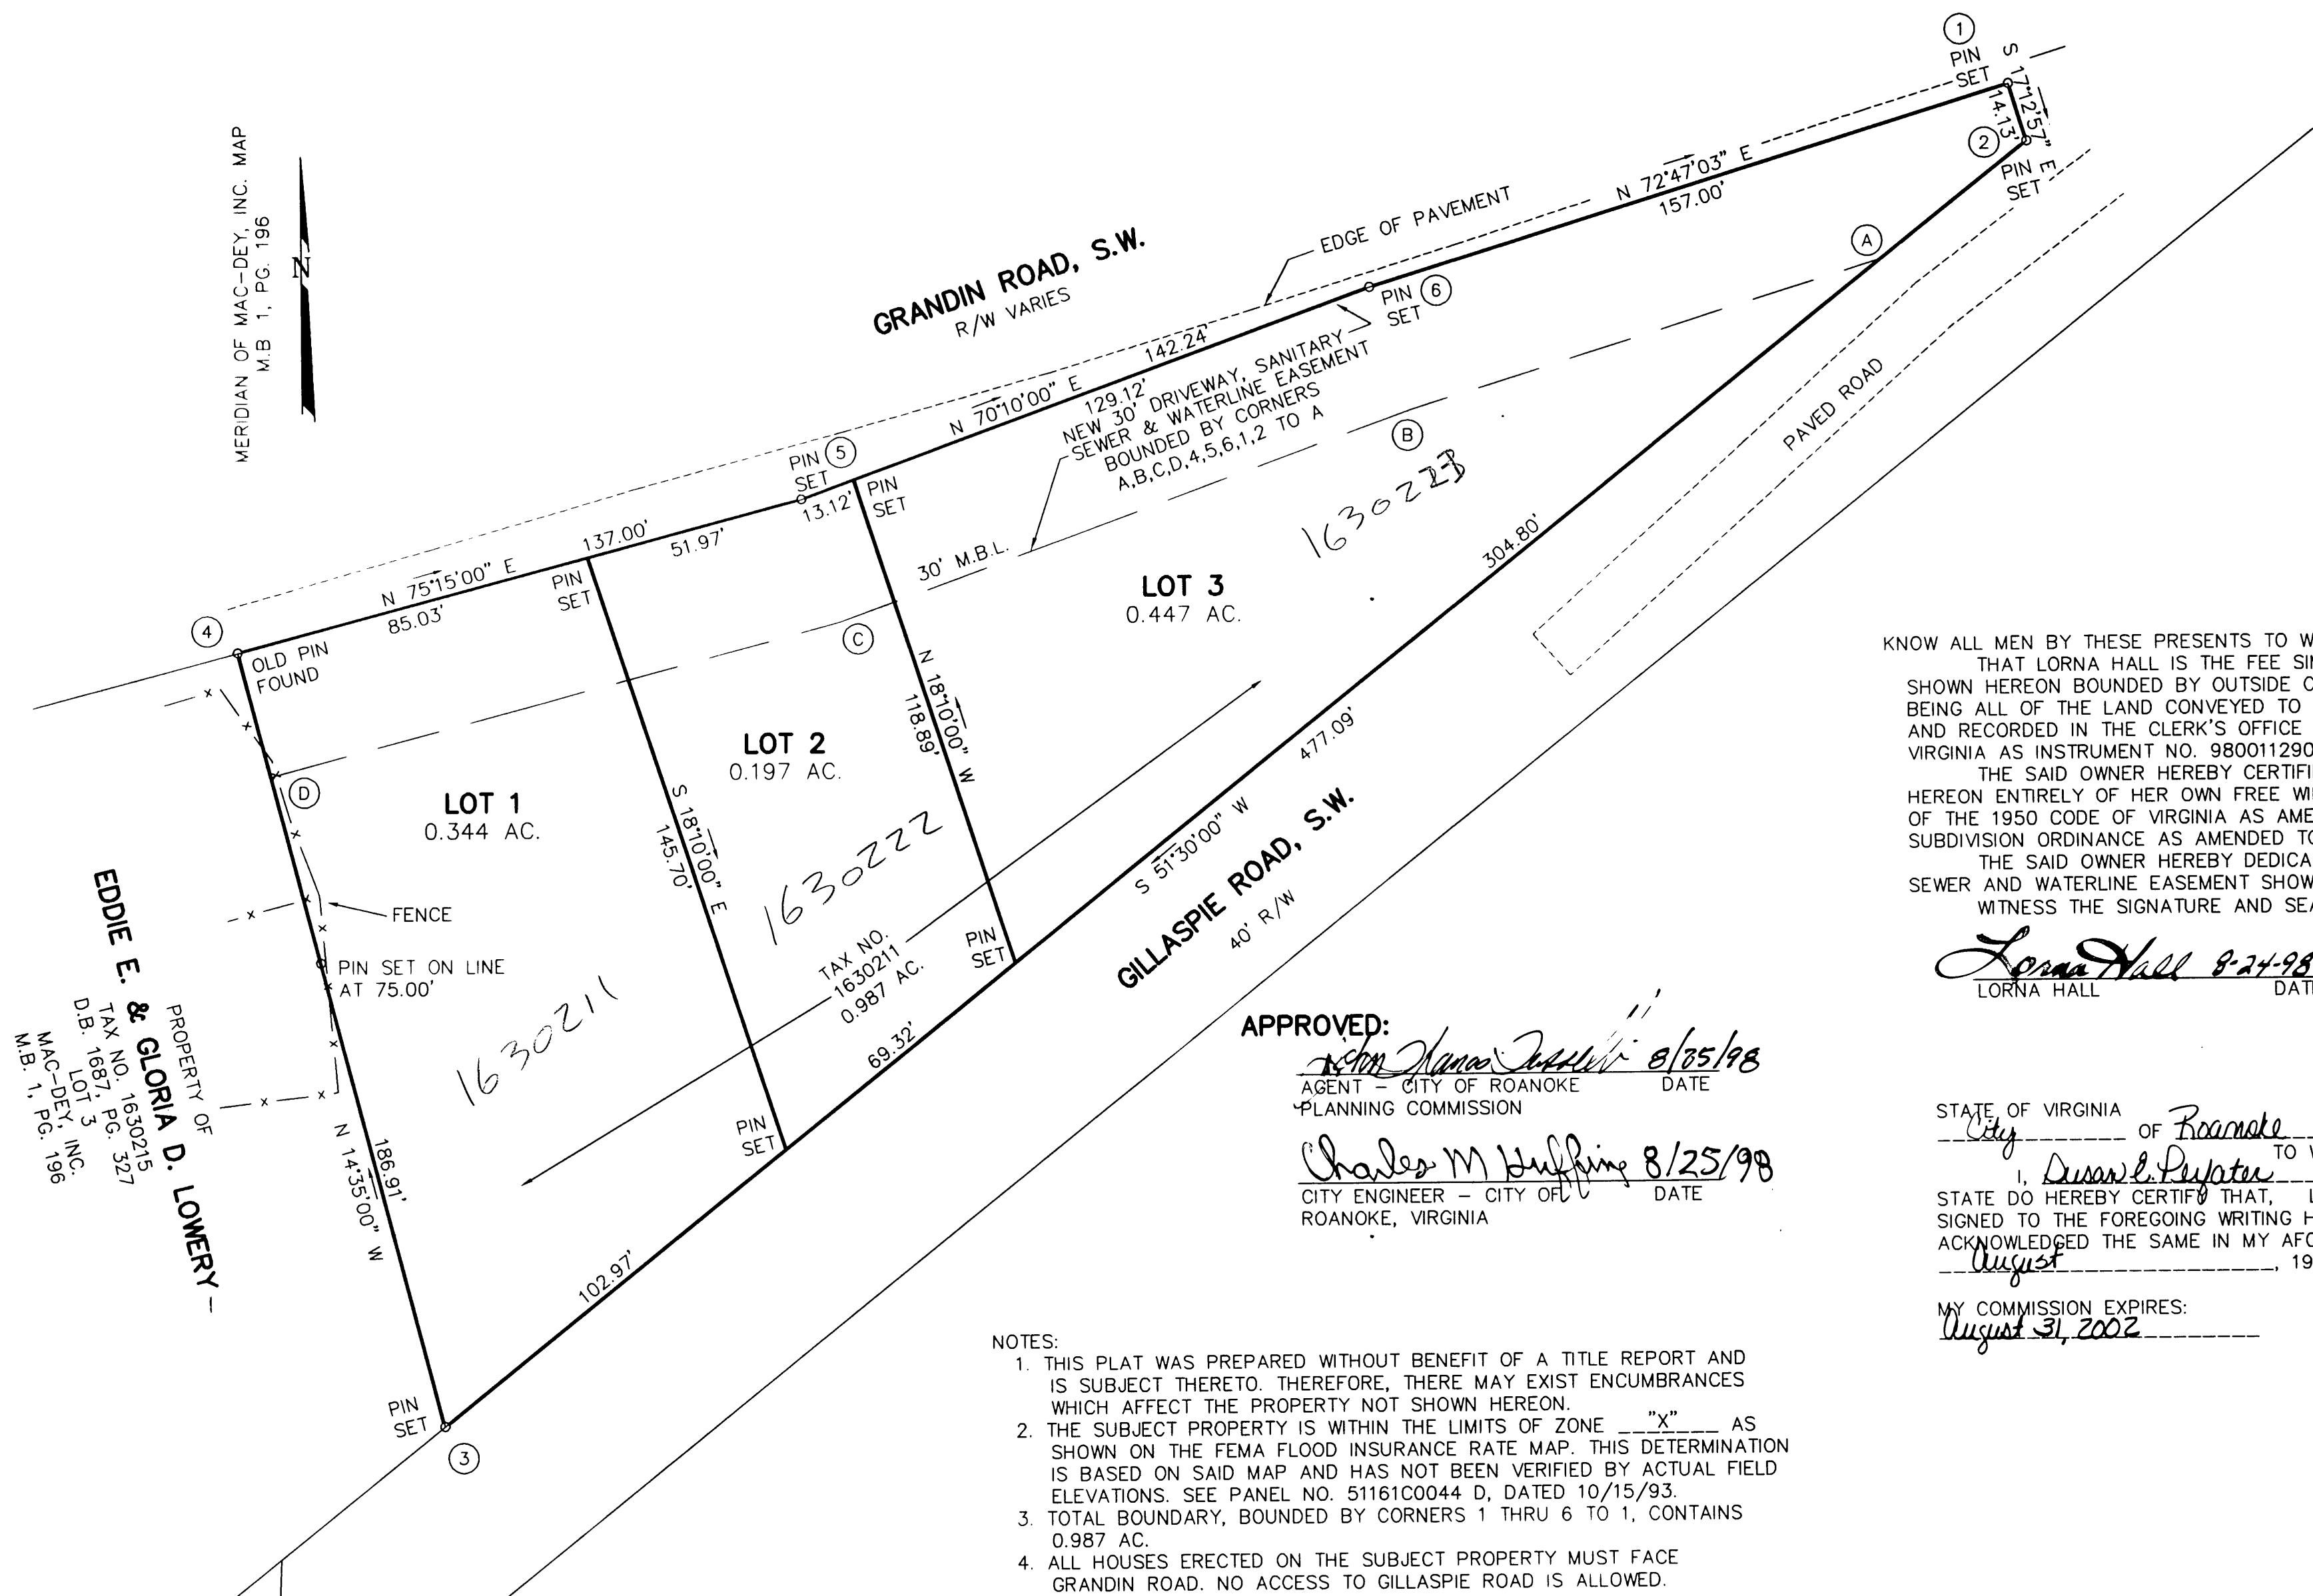 MERIDIAN OF MAC-DEY, INC. MAP
M.B 1, PG. 196
N
GRANDIN ROAD, S.W.
R/W VARIES
EDGE OF PAVEMENT
1
PIN
SET
S 17°12'57" E
14.13'
2
PIN
SET
N 72°47'03" E
157.00'
A
PIN
SET
6
142.24'
N 70°10'00" E
129.12'
NEW 30' DRIVEWAY, SANITARY
SEWER & WATERLINE EASEMENT
BOUNDED BY CORNERS
A,B,C,D,4,5,6,1,2 TO A
B
PAVED ROAD
PIN
SET
5
13.12'
PIN
SET
137.00'
51.97'
N 75°15'00" E
85.03'
PIN
SET
30' M.B.L.
LOT 3
0.447 AC.
304.80'
4
OLD PIN
FOUND
C
N 18°10'00" W
118.89'
LOT 2
0.197 AC.
1630222
S 18°10'00" E
145.70'
D
LOT 1
0.344 AC.
1630211
FENCE
PIN SET ON LINE
AT 75.00'
TAX NO.
1630211
0.987 AC.
PIN
SET
477.09'
S 51°30'00" W
GILLASPIE ROAD, S.W.
40' R/W
69.32'
PIN
SET
102.97'
186.91'
N 14°35'00" W
PIN
SET
3
PROPERTY OF
EDDIE E. & GLORIA D. LOWERY
TAX NO. 1630215
D.B. 1687, PG. 327
LOT 3
MAC-DEY, INC.
M.B. 1, PG. 196
APPROVED:
8/25/98
AGENT - CITY OF ROANOKE DATE
PLANNING COMMISSION
Charles M Huffine 8/25/98
CITY ENGINEER - CITY OF DATE
ROANOKE, VIRGINIA
NOTES:
1. THIS PLAT WAS PREPARED WITHOUT BENEFIT OF A TITLE REPORT AND
IS SUBJECT THERETO. THEREFORE, THERE MAY EXIST ENCUMBRANCES
WHICH AFFECT THE PROPERTY NOT SHOWN HEREON.
2. THE SUBJECT PROPERTY IS WITHIN THE LIMITS OF ZONE "X" AS
SHOWN ON THE FEMA FLOOD INSURANCE RATE MAP. THIS DETERMINATION
IS BASED ON SAID MAP AND HAS NOT BEEN VERIFIED BY ACTUAL FIELD
ELEVATIONS. SEE PANEL NO. 51161C0044 D, DATED 10/15/93.
3. TOTAL BOUNDARY, BOUNDED BY CORNERS 1 THRU 6 TO 1, CONTAINS
0.987 AC.
4. ALL HOUSES ERECTED ON THE SUBJECT PROPERTY MUST FACE
GRANDIN ROAD. NO ACCESS TO GILLASPIE ROAD IS ALLOWED.
KNOW ALL MEN BY THESE PRESENTS TO W
THAT LORNA HALL IS THE FEE SI
SHOWN HEREON BOUNDED BY OUTSIDE
BEING ALL OF THE LAND CONVEYED TO
AND RECORDED IN THE CLERK'S OFFICE
VIRGINIA AS INSTRUMENT NO. 980011290
THE SAID OWNER HEREBY CERTIFI
HEREON ENTIRELY OF HER OWN FREE WI
OF THE 1950 CODE OF VIRGINIA AS AME
SUBDIVISION ORDINANCE AS AMENDED TO
THE SAID OWNER HEREBY DEDICA
SEWER AND WATERLINE EASEMENT SHOW
WITNESS THE SIGNATURE AND SEA
Lorna Hall 8-24-98
LORNA HALL DAT
STATE OF VIRGINIA
City OF Roanoke
TO
I, Susan
STATE DO HEREBY CERTIFY THAT, L
SIGNED TO THE FOREGOING WRITING H
ACKNOWLEDGED THE SAME IN MY AFO
August, 19
MY COMMISSION EXPIRES:
August 31, 2002